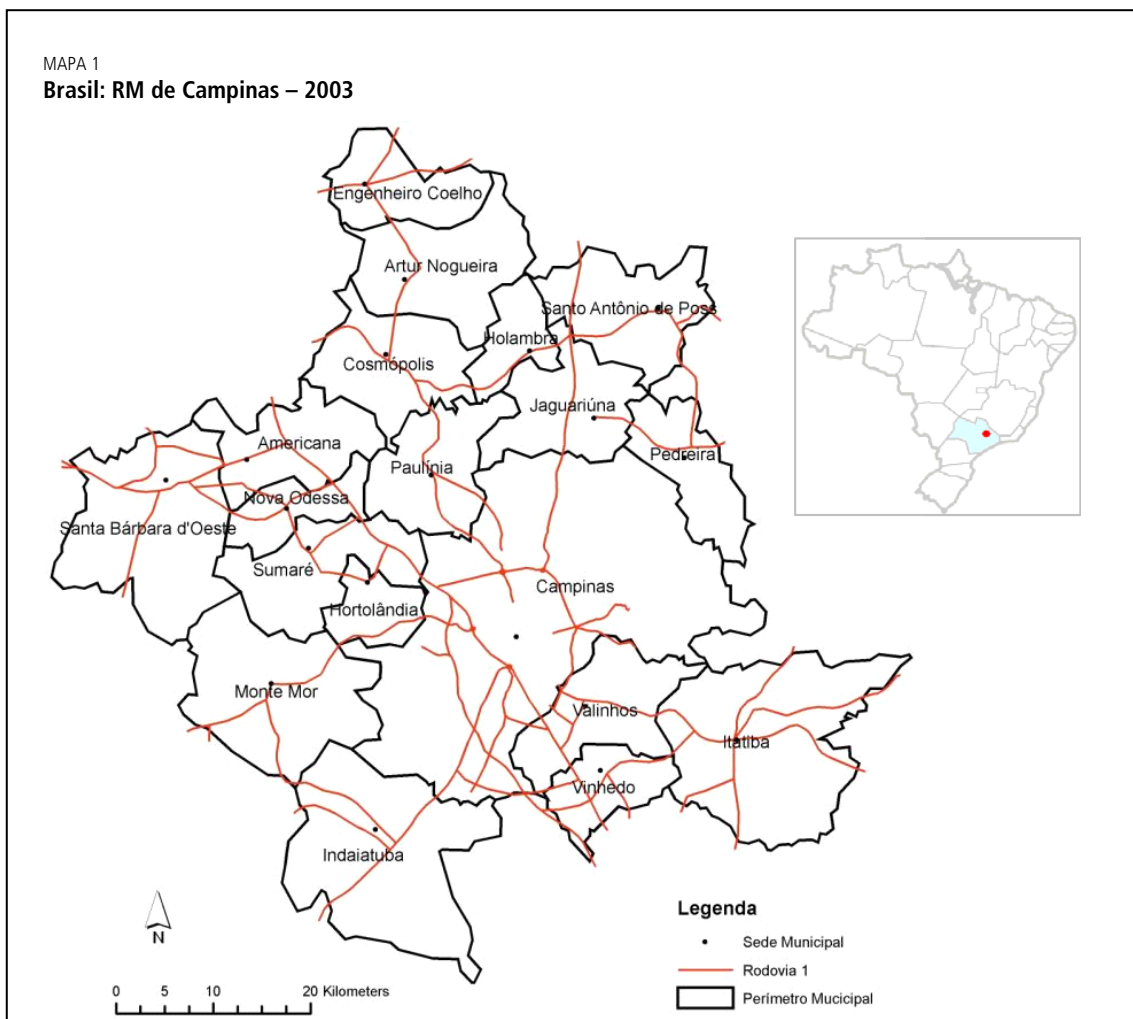 MAPA 1
Brasil: RM de Campinas – 2003
Engenheiro Coelho
Artur Nogueira
Santo Antônio de Poss
Holambra
Cosmópolis
Jaguariúna
Americana
Pedreira
Paulínia
Nova Odessa
Santa Bárbara d'Oeste
Sumaré
Campinas
Hortolândia
Monte Mor
Valinhos
Itatiba
Vinhedo
Indaiatuba
N
Legenda
Sede Municipal
Rodovia 1
Perímetro Mucicipal
0 5 10 20 Kilometers